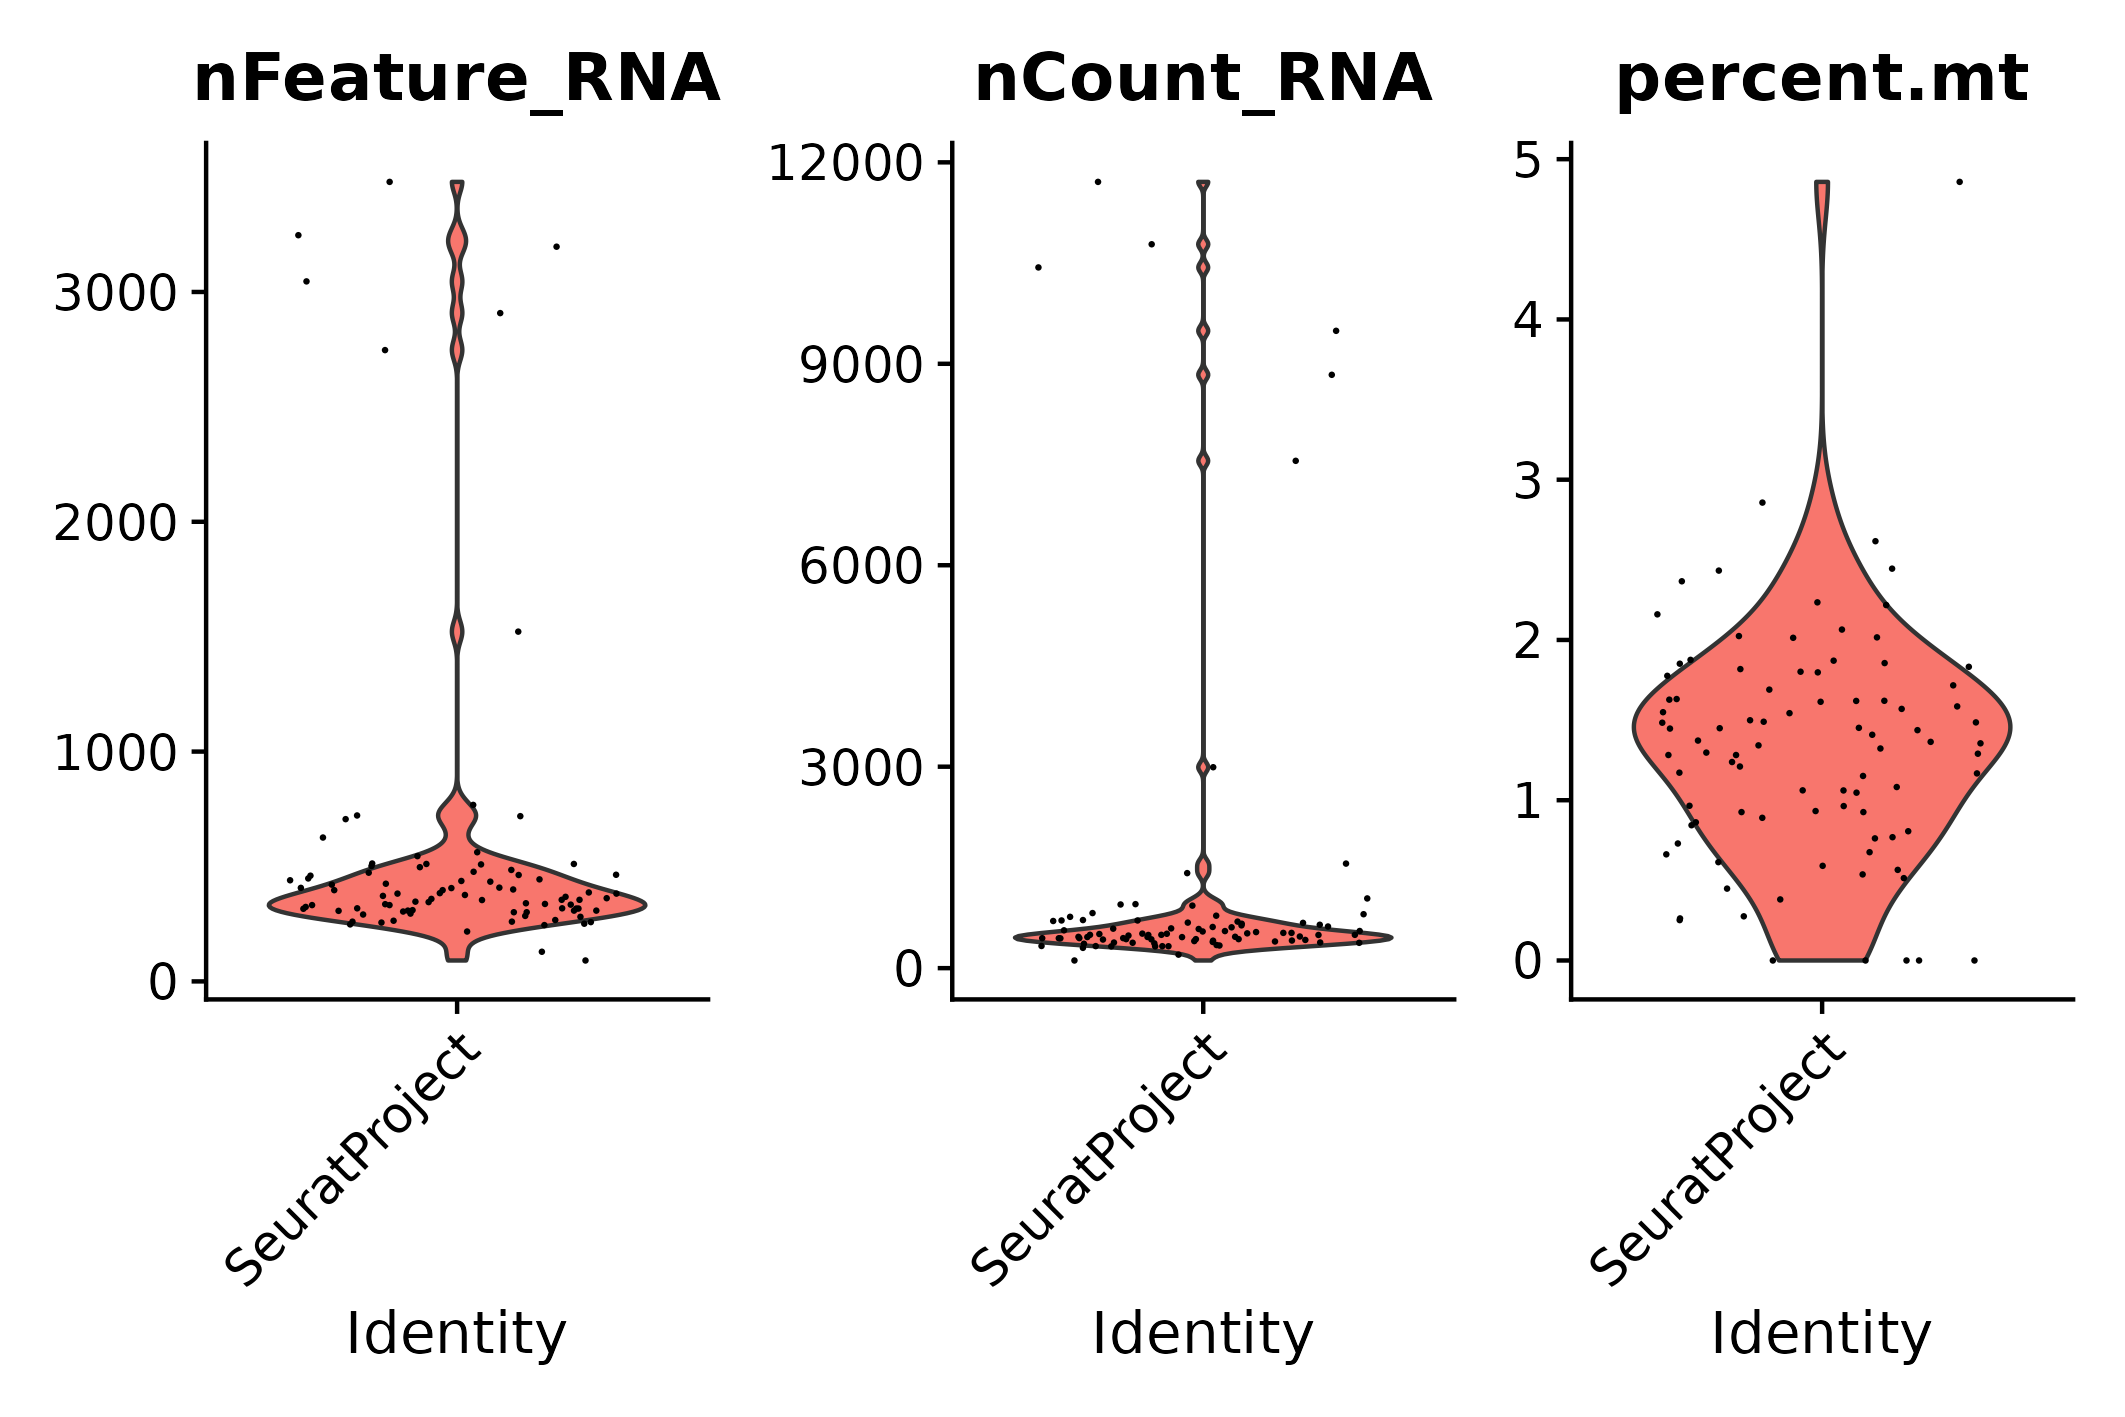 nFeature_RNA
3000
2000
1000
0
SeuratProject
Identity
nCount_RNA
12000
9000
6000
3000
0
SeuratProject
Identity
percent.mt
5
4
3
2
1
0
SeuratProject
Identity